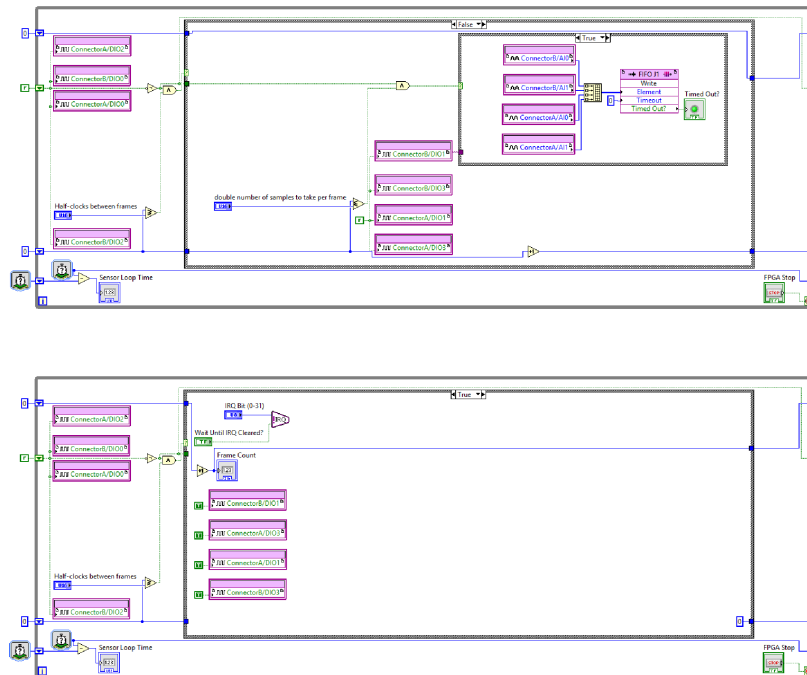 False
True
ConnectorA/DIO2
ConnectorB/DIO0
ConnectorA/DIO0
ConnectorB/AI0
ConnectorB/AI1
ConnectorA/AI0
ConnectorA/AI1
FIFO J1
Write
Element
Timeout
Timed Out?
Timed Out?
0
0
F
ConnectorB/DIO1
ConnectorB/DIO3
ConnectorA/DIO1
ConnectorA/DIO3
double number of samples to take per frame
F
Half-clocks between frames
ConnectorB/DIO2
0
Sensor Loop Time
FPGA Stop
STOP
i
True
0
ConnectorA/DIO2
ConnectorB/DIO0
ConnectorA/DIO0
F
IRQ Bit (0-31)
IRQ
Wait Until IRQ Cleared?
Frame Count
ConnectorB/DIO1
ConnectorA/DIO3
ConnectorA/DIO1
ConnectorB/DIO3
T
T
T
T
Half-clocks between frames
ConnectorB/DIO2
0
0
Sensor Loop Time
FPGA Stop
STOP
i